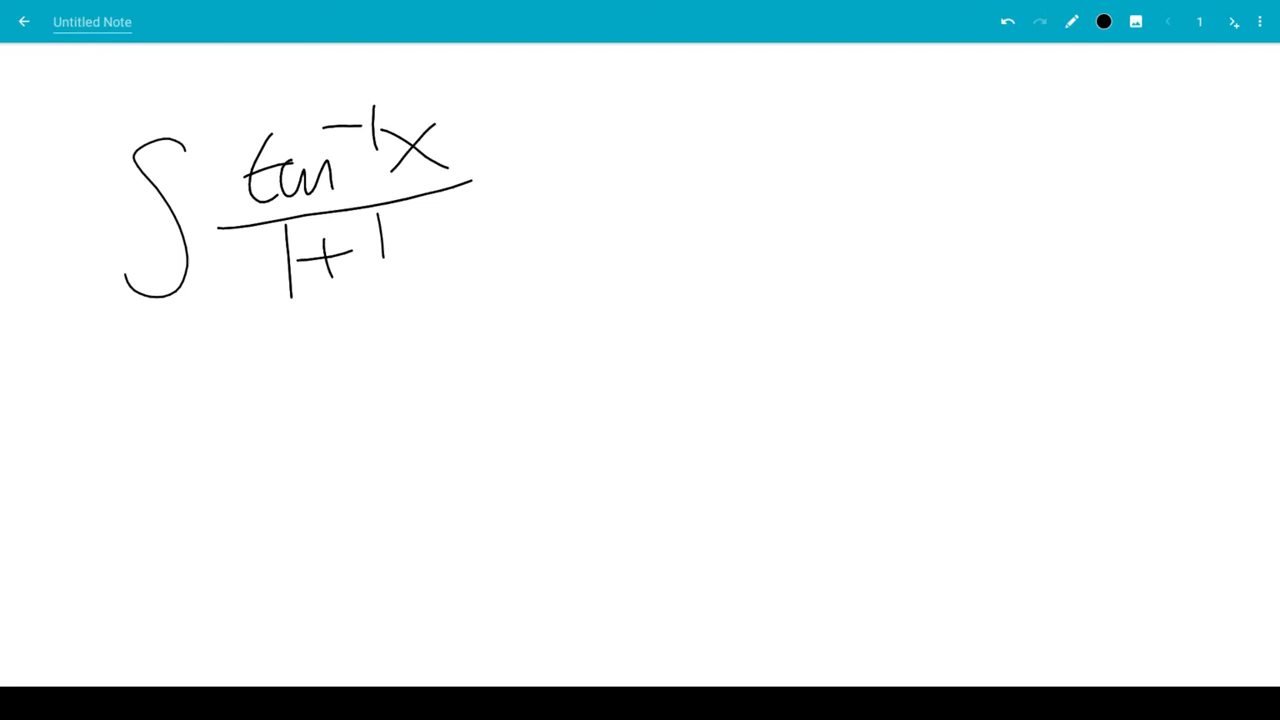 Untitled Note
1
∫ tan⁻¹x
1+1